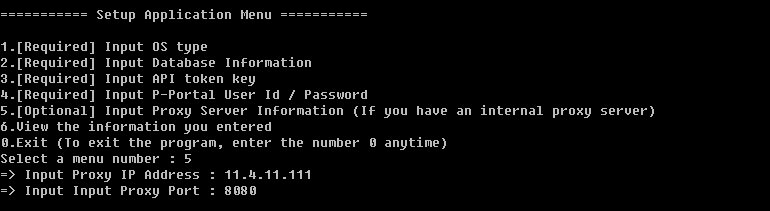 =========== Setup Application Menu ===========
1.[Required] Input OS type
2.[Required] Input Database Information
3.[Required] Input API token key
4.[Required] Input P-Portal User Id / Password
5.[Optional] Input Proxy Server Information (If you have an internal proxy server)
6.View the information you entered
0.Exit (To exit the program, enter the number 0 anytime)
Select a menu number : 5
=> Input Proxy IP Address : 11.4.11.111
=> Input Input Proxy Port : 8080